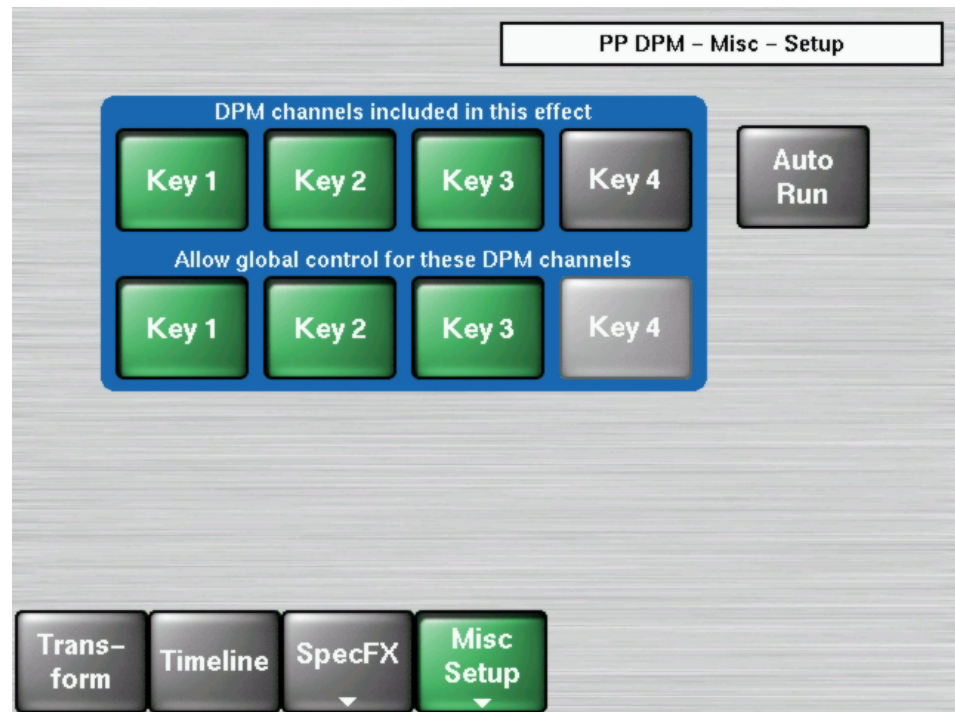 PP DPM – Misc – Setup
DPM channels included in this effect
Key 1
Key 2
Key 3
Key 4
Auto
Run
Allow global control for these DPM channels
Key 1
Key 2
Key 3
Key 4
Trans–
form
Timeline
SpecFX
Misc
Setup